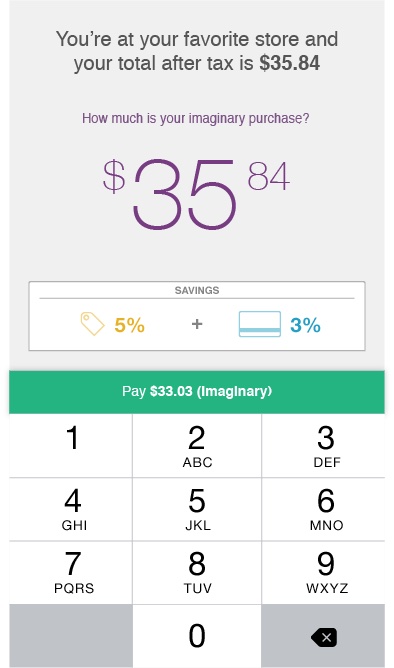 You’re at your favorite store and
your total after tax is $35.84
How much is your imaginary purchase?
$35 84
SAVINGS
5% + 3%
Pay $33.03 (imaginary)
1 2 3
ABC DEF
4 5 6
GHI JKL MNO
7 8 9
PQRS TUV WXYZ
0